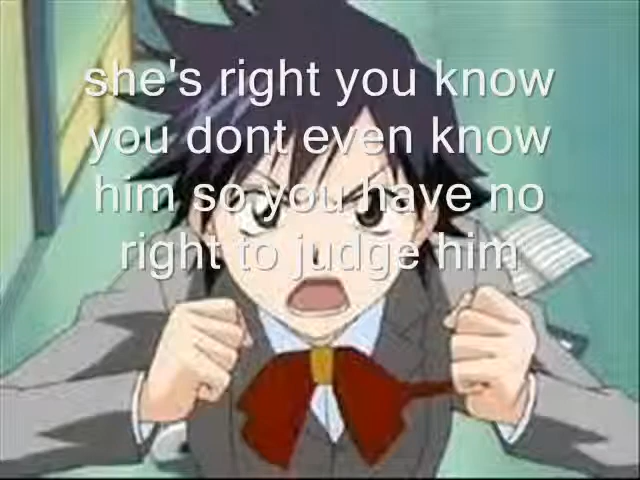 she's right you know
you dont even know
him so you have no
right to judge him